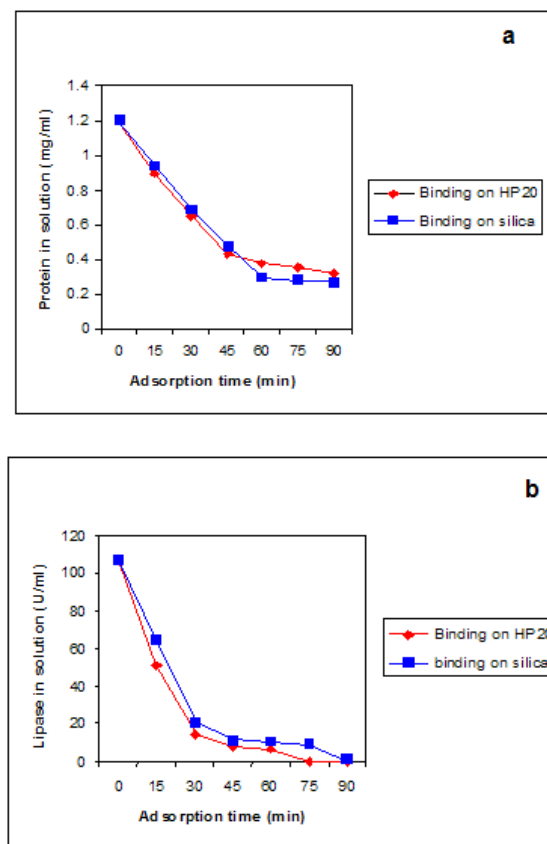 a
Protein in solution (mg/ml)
1.4
1.2
1
0.8
0.6
0.4
0.2
0
0 15 30 45 60 75 90
Adsorption time (min)
Binding on HP20
Binding on silica
b
Lipase in solution (U/ml)
120
100
80
60
40
20
0
0 15 30 45 60 75 90
Adsorption time (min)
Binding on HP20
binding on silica